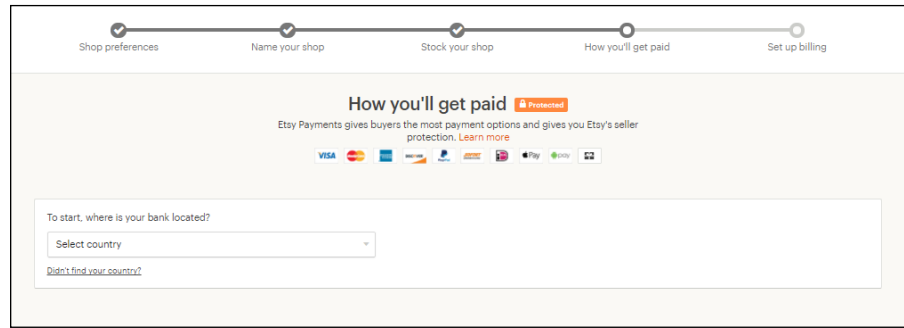 Shop preferences
Name your shop
Stock your shop
How you'll get paid
Set up billing
How you'll get paid Protected
Etsy Payments gives buyers the most payment options and gives you Etsy's seller
protection. Learn more
VISA Pay pay
To start, where is your bank located?
Select country
Didn't find your country?